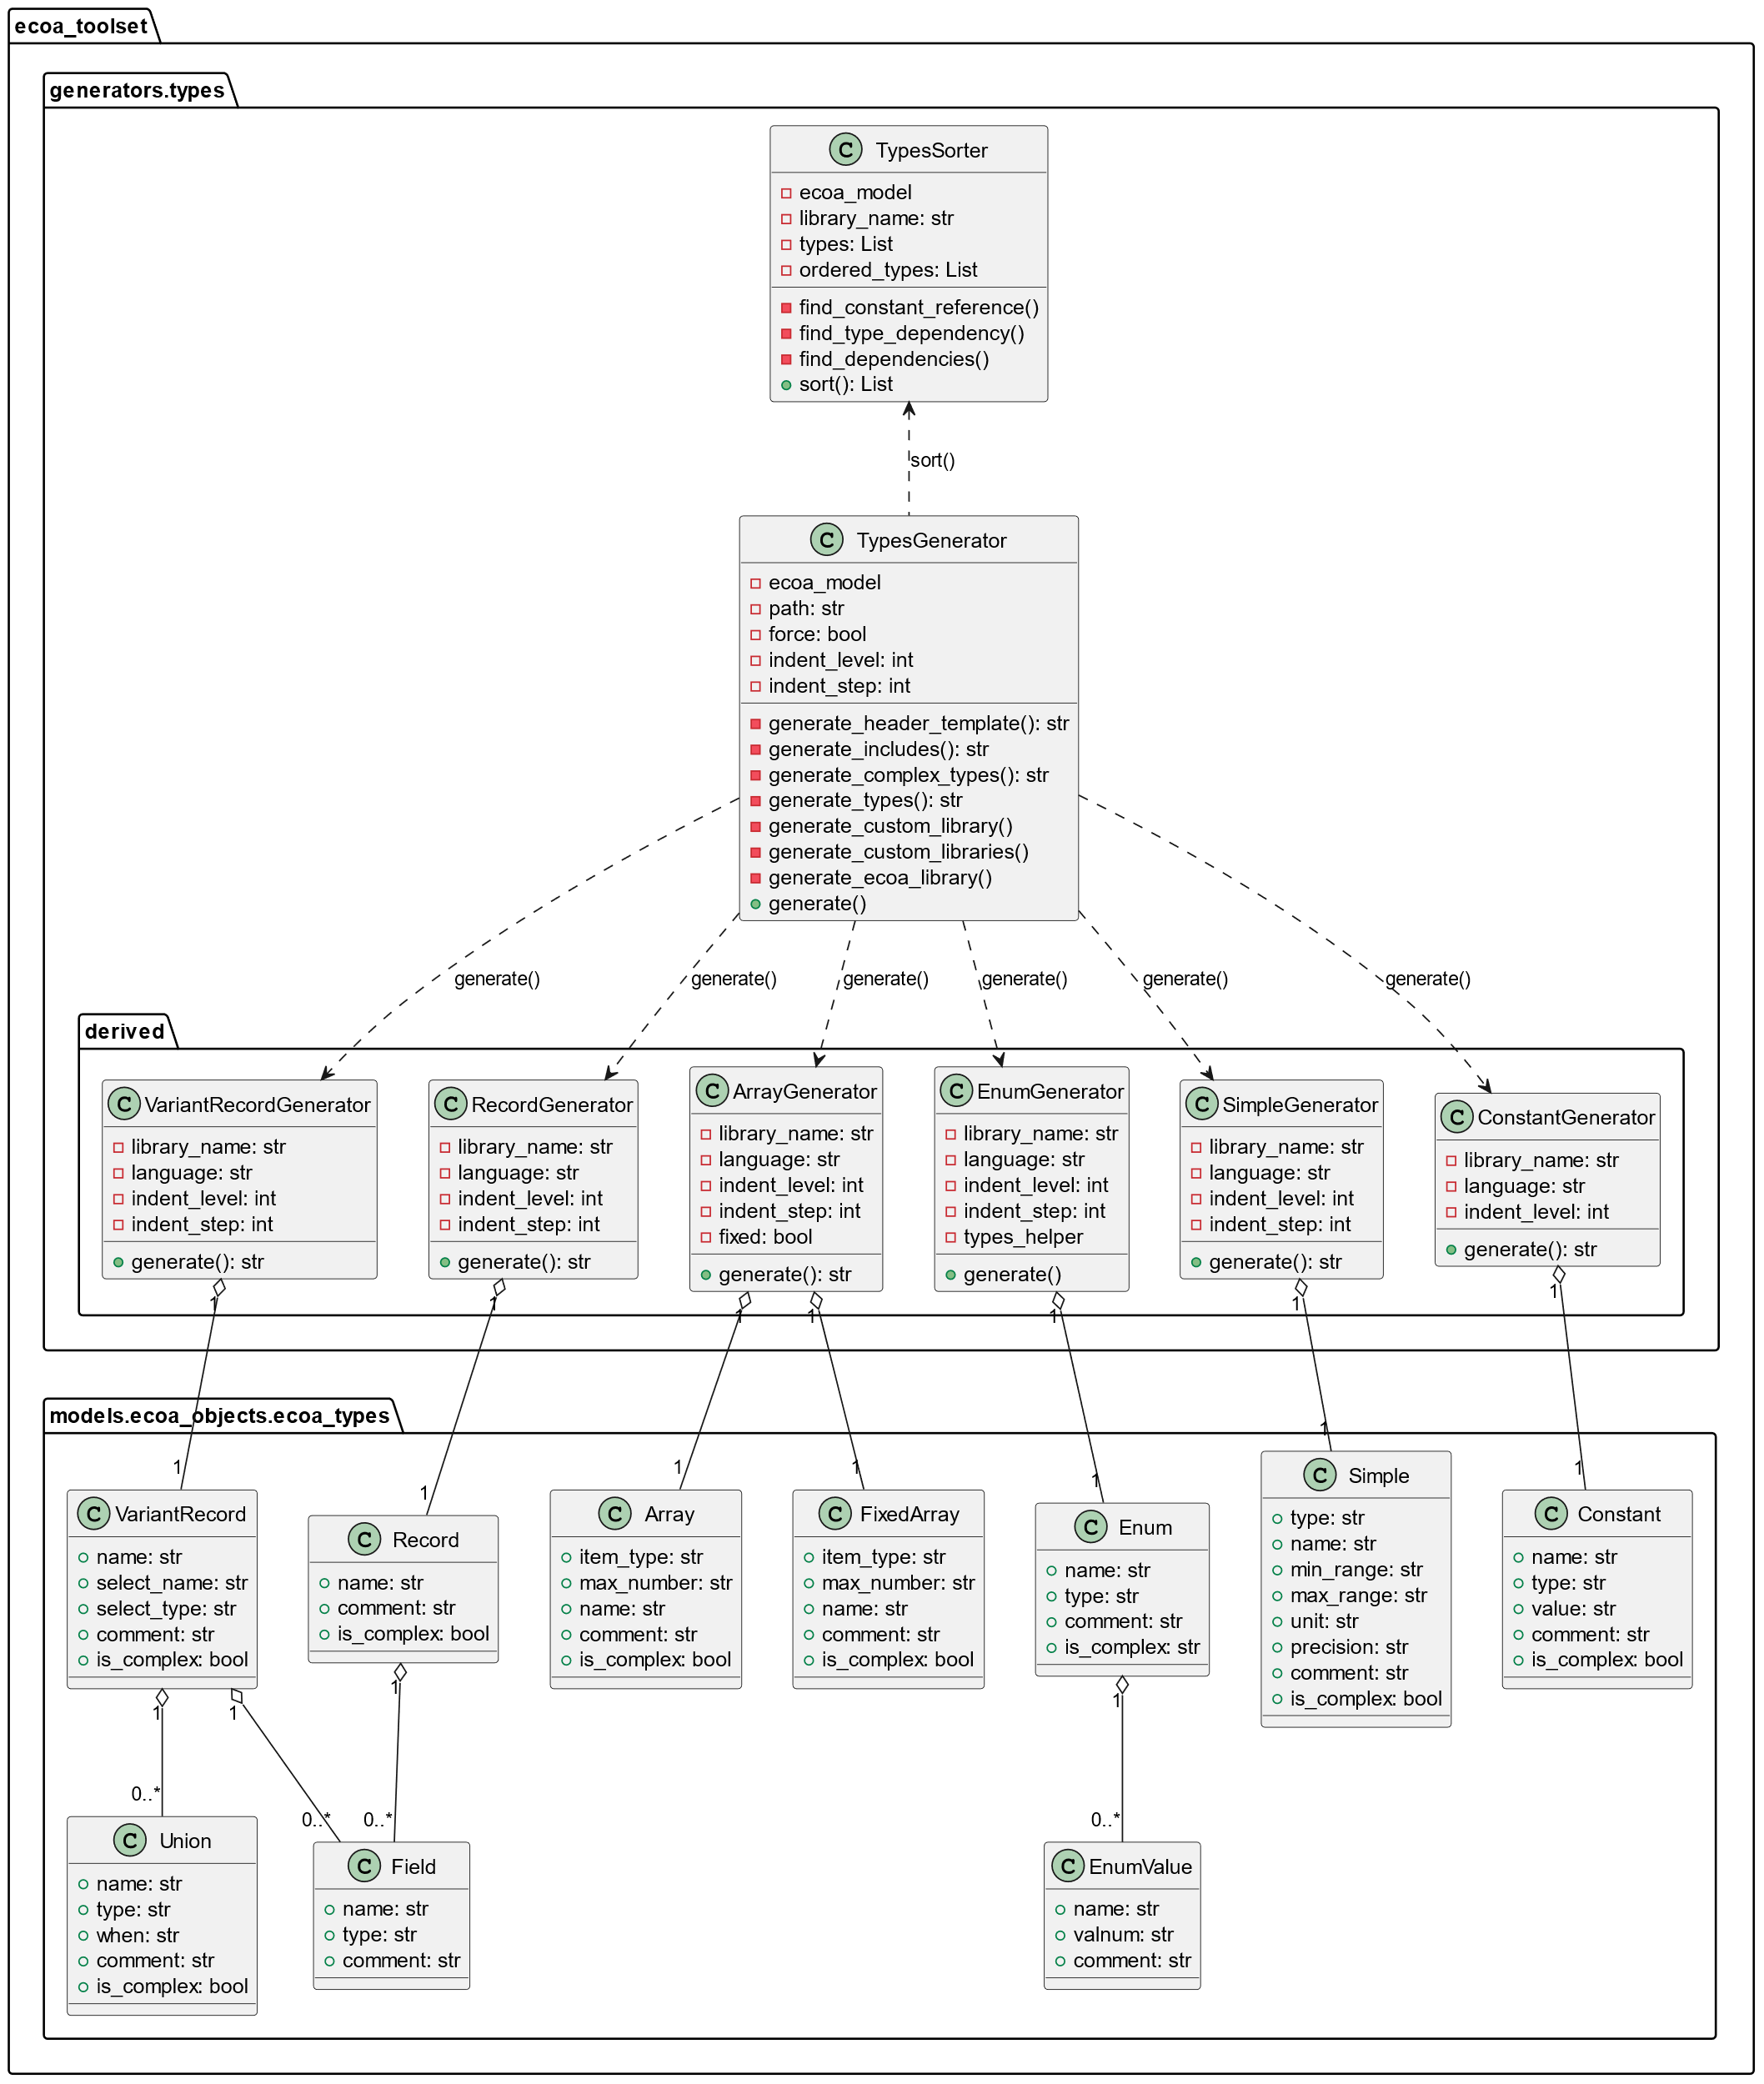 ecoa_toolset
generators.types
C TypesSorter
ecoa_model
library_name: str
types: List
ordered_types: List
find_constant_reference()
find_type_dependency()
find_dependencies()
sort(): List
sort()
C TypesGenerator
ecoa_model
path: str
force: bool
indent_level: int
indent_step: int
generate_header_template(): str
generate_includes(): str
generate_complex_types(): str
generate_types(): str
generate_custom_library()
generate_custom_libraries()
generate_ecoa_library()
generate()
generate()
generate()
generate()
generate()
generate()
generate()
derived
C VariantRecordGenerator
library_name: str
language: str
indent_level: int
indent_step: int
generate(): str
C RecordGenerator
library_name: str
language: str
indent_level: int
indent_step: int
generate(): str
C ArrayGenerator
library_name: str
language: str
indent_level: int
indent_step: int
fixed: bool
generate(): str
C EnumGenerator
library_name: str
language: str
indent_level: int
indent_step: int
types_helper
generate()
C SimpleGenerator
library_name: str
language: str
indent_level: int
indent_step: int
generate(): str
C ConstantGenerator
library_name: str
language: str
indent_level: int
generate(): str
1
1
1
1
1
1
1
models.ecoa_objects.ecoa_types
1
1
1
1
1
1
1
C VariantRecord
name: str
select_name: str
select_type: str
comment: str
is_complex: bool
C Record
name: str
comment: str
is_complex: bool
C Array
item_type: str
max_number: str
name: str
comment: str
is_complex: bool
C FixedArray
item_type: str
max_number: str
name: str
comment: str
is_complex: bool
C Enum
name: str
type: str
comment: str
is_complex: str
C Simple
type: str
name: str
min_range: str
max_range: str
unit: str
precision: str
comment: str
is_complex: bool
C Constant
name: str
type: str
value: str
comment: str
is_complex: bool
1
1
1
1
0..*
0..*
0..*
0..*
C Union
name: str
type: str
when: str
comment: str
is_complex: bool
C Field
name: str
type: str
comment: str
C EnumValue
name: str
valnum: str
comment: str